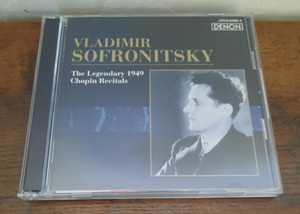 DENON
VLADIMIR
SOFRONITSKY
The Legendary 1949
Chopin Recitals